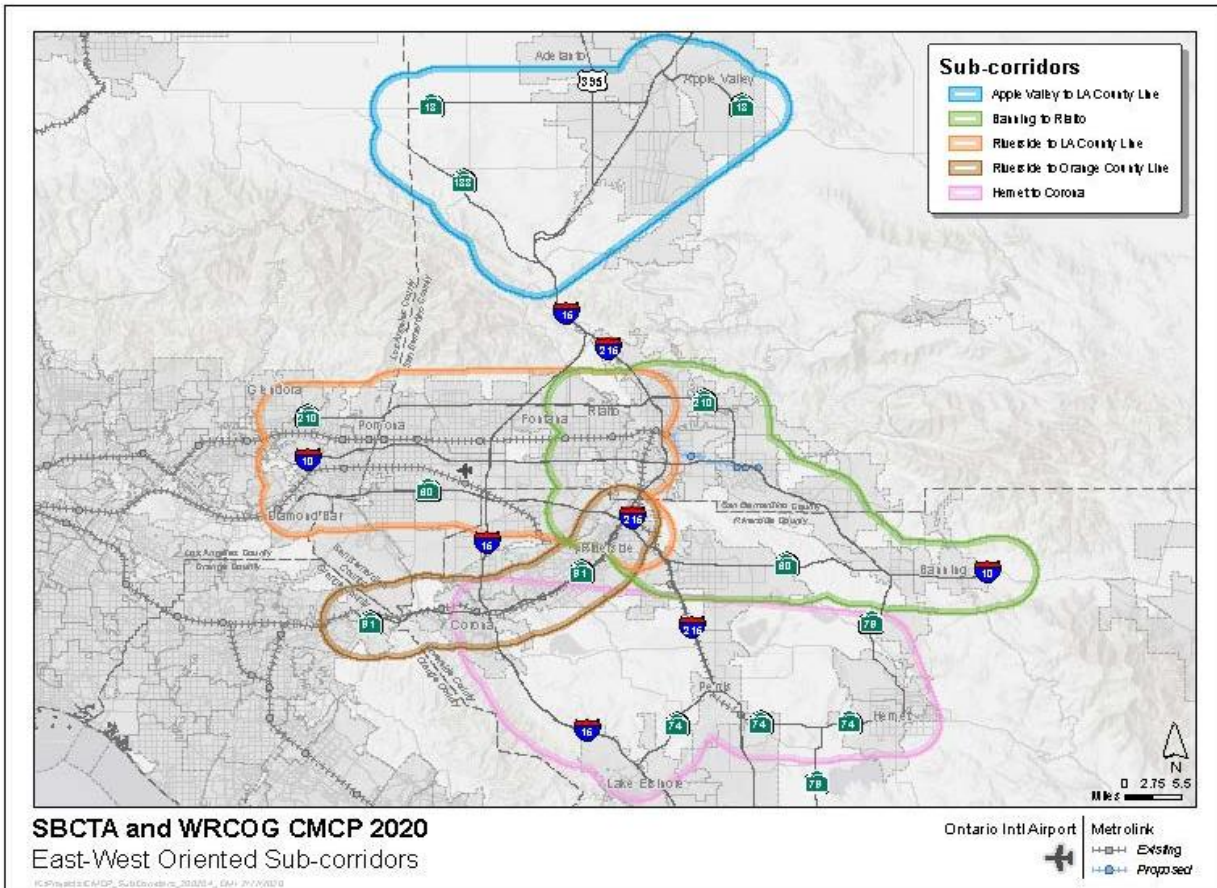 Adelanto
395
Apple Valley
18
18
138
Sub-corridors
Apple Valley to LA County Line
Banning to Rialto
Riverside to LA County Line
Riverside to Orange County Line
Hemet to Corona
Los Angeles County
San Bernardino County
15
215
Glendora
210
Pomona
Fontana
Rialto
210
10
60
Diamond Bar
215
San Bernardino County
Riverside County
15
Riverside
91
60
Banning
10
Los Angeles County
Orange County
91
Corona
215
79
Riverside County
Orange County
Perris
15
74
74
74
Hemet
Lake Elsinore
79
N
0 2.75 5.5
Miles
SBCTA and WRCOG CMCP 2020
East-West Oriented Sub-corridors
Ontario Intl Airport
Metrolink
Existing
Proposed